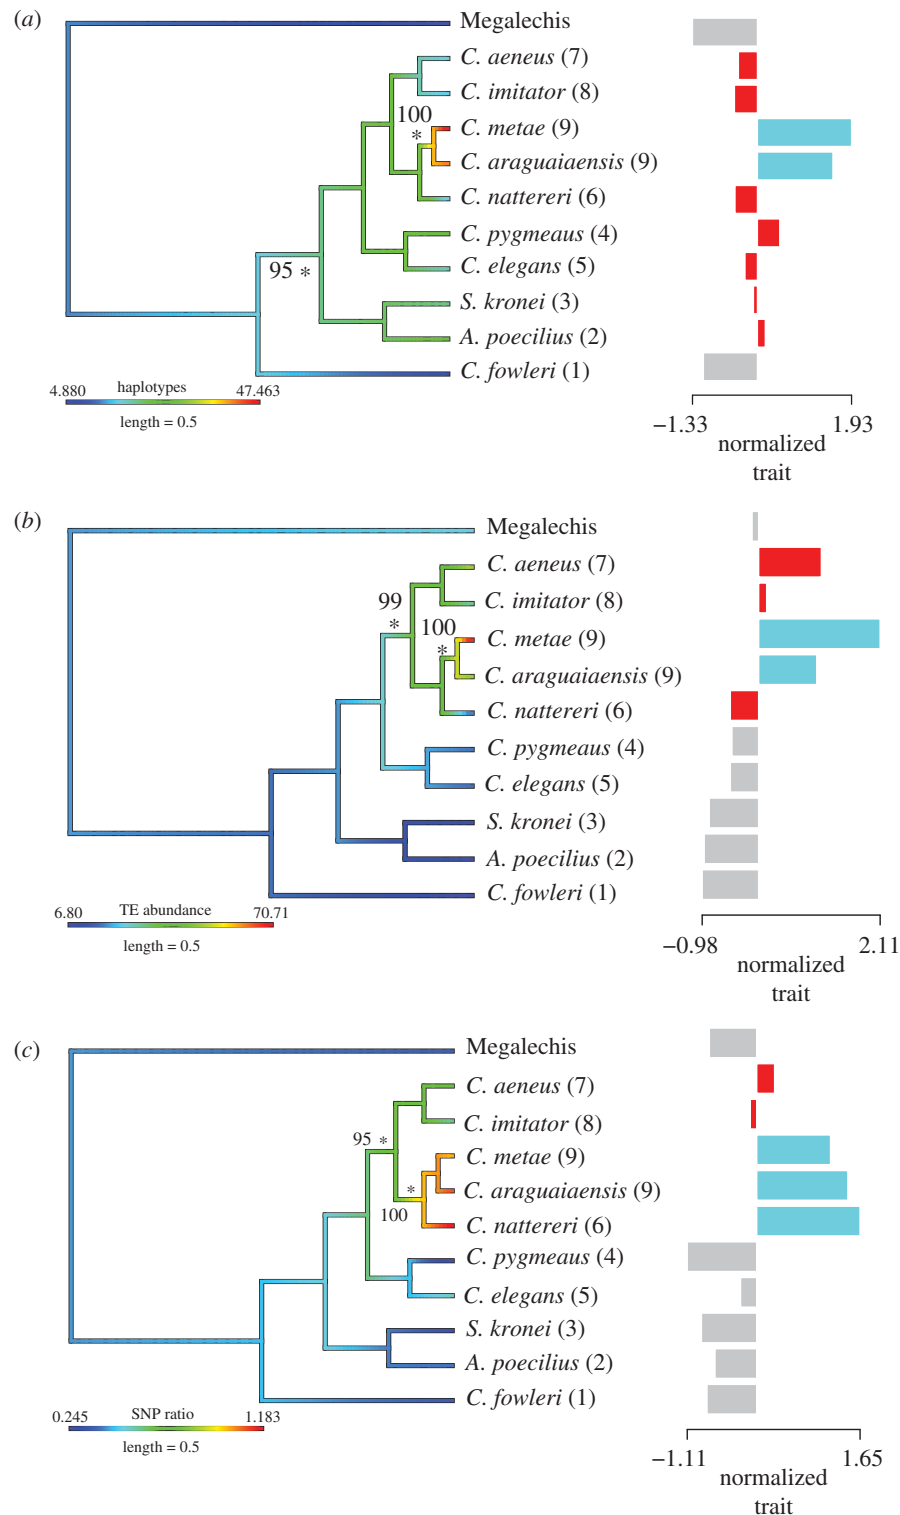 (a)
Megalechis
C. aeneus (7)
C. imitator (8)
100
*
C. metae (9)
C. araguaiaensis (9)
C. nattereri (6)
C. pygmeaus (4)
95 *
C. elegans (5)
S. kronei (3)
A. poecilius (2)
C. fowleri (1)
4.880 haplotypes 47.463
length = 0.5
−1.33 1.93
normalized
trait
(b)
Megalechis
C. aeneus (7)
99
*
C. imitator (8)
100
*
C. metae (9)
C. araguaiaensis (9)
C. nattereri (6)
C. pygmeaus (4)
C. elegans (5)
S. kronei (3)
A. poecilius (2)
C. fowleri (1)
6.80 TE abundance 70.71
length = 0.5
−0.98 2.11
normalized
trait
(c)
Megalechis
C. aeneus (7)
C. imitator (8)
95 *
C. metae (9)
C. araguaiaensis (9)
*
100
C. nattereri (6)
C. pygmeaus (4)
C. elegans (5)
S. kronei (3)
A. poecilius (2)
C. fowleri (1)
0.245 SNP ratio 1.183
length = 0.5
−1.11 1.65
normalized
trait